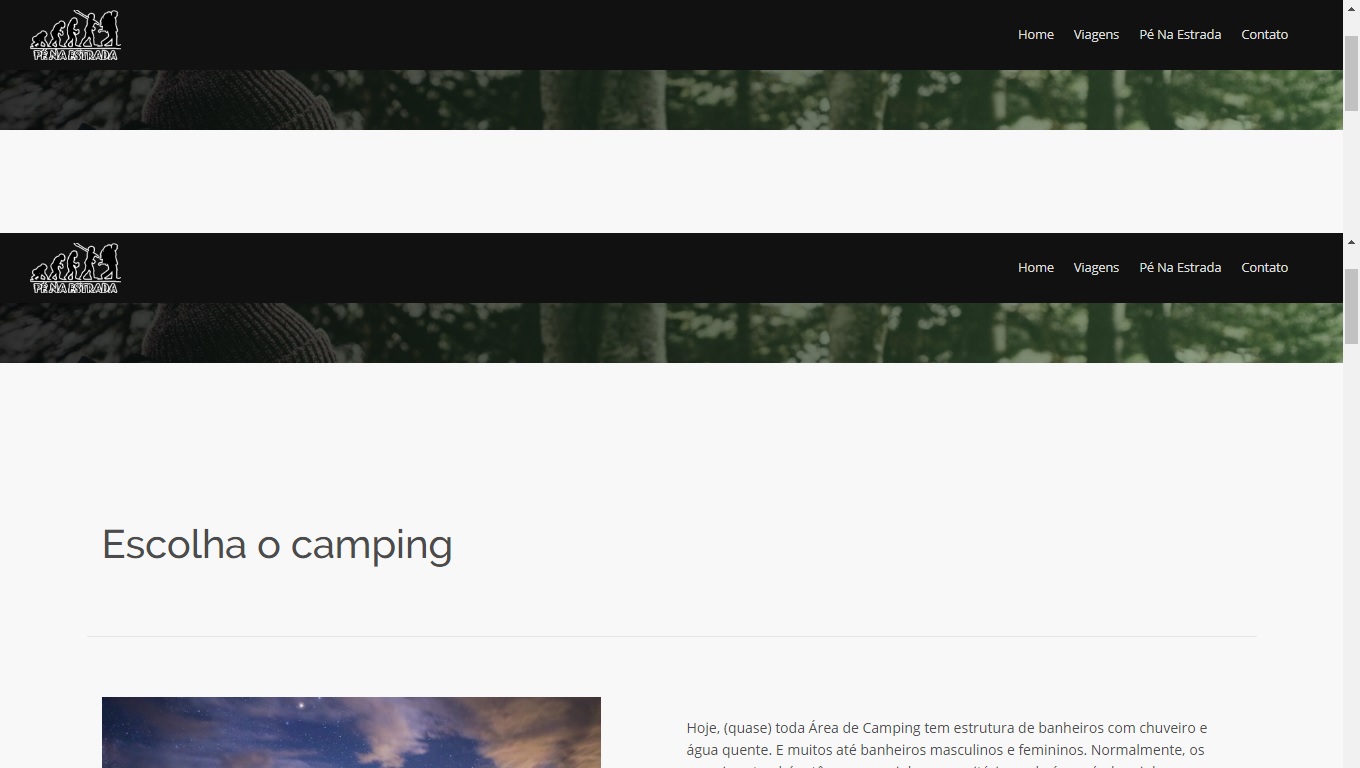 PÉ NA ESTRADA
Home Viagens Pé Na Estrada Contato
PÉ NA ESTRADA
Home Viagens Pé Na Estrada Contato
Escolha o camping
Hoje, (quase) toda Área de Camping tem estrutura de banheiros com chuveiro e
água quente. E muitos até banheiros masculinos e femininos. Normalmente, os